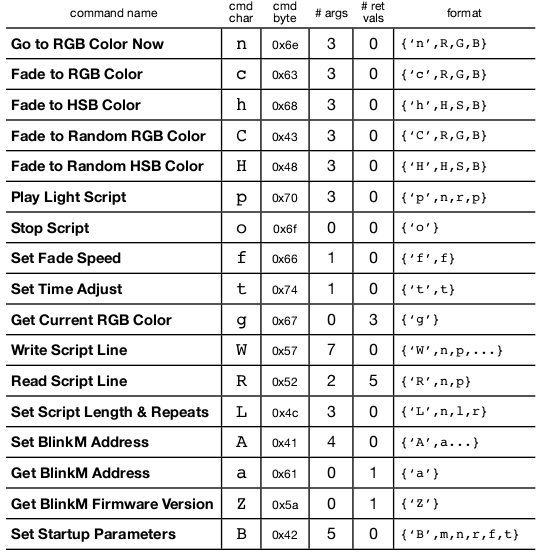 command name cmd char cmd byte # args # ret vals format
Go to RGB Color Now n 0x6e 3 0 {‘n’,R,G,B}
Fade to RGB Color c 0x63 3 0 {‘c’,R,G,B}
Fade to HSB Color h 0x68 3 0 {‘h’,H,S,B}
Fade to Random RGB Color C 0x43 3 0 {‘C’,R,G,B}
Fade to Random HSB Color H 0x48 3 0 {‘H’,H,S,B}
Play Light Script p 0x70 3 0 {‘p’,n,r,p}
Stop Script o 0x6f 0 0 {‘o’}
Set Fade Speed f 0x66 1 0 {‘f’,f}
Set Time Adjust t 0x74 1 0 {‘t’,t}
Get Current RGB Color g 0x67 0 3 {‘g’}
Write Script Line W 0x57 7 0 {‘W’,n,p,...}
Read Script Line R 0x52 2 5 {‘R’,n,p}
Set Script Length & Repeats L 0x4c 3 0 {‘L’,n,l,r}
Set BlinkM Address A 0x41 4 0 {‘A’,a...}
Get BlinkM Address a 0x61 0 1 {‘a’}
Get BlinkM Firmware Version Z 0x5a 0 1 {‘Z’}
Set Startup Parameters B 0x42 5 0 {‘B’,m,n,r,f,t}